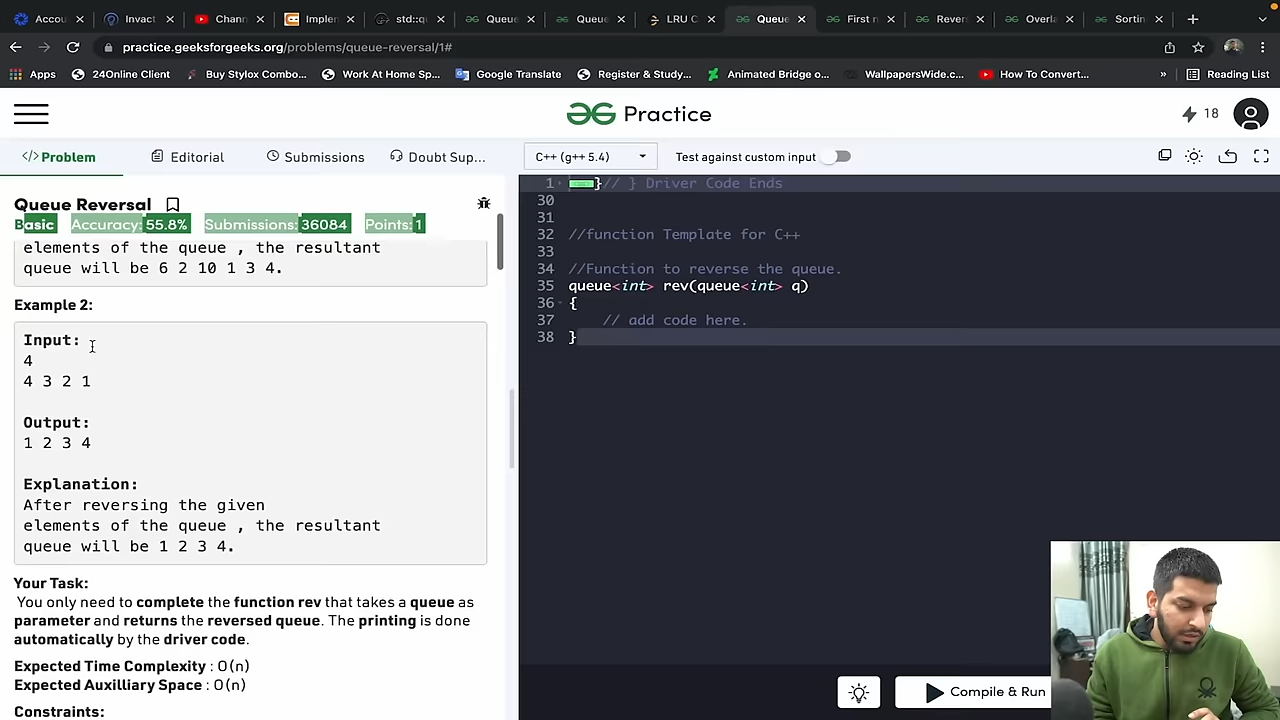 Accou
Invact
Chann
Implen
std::qu
Queue
Queue
LRU C
Queue
First n
Revers
Overla
Sortin
practice.geeksforgeeks.org/problems/queue-reversal/1#
Apps
24Online Client
Buy Stylox Combo...
Work At Home Sp...
Google Translate
Register & Study...
Animated Bridge o...
WallpapersWide.c...
How To Convert...
»
Reading List
Practice
18
</> Problem
Editorial
Submissions
Doubt Sup...
C++ (g++ 5.4)
Test against custom input
Queue Reversal
Basic Accuracy: 55.8% Submissions: 36084 Points: 1
elements of the queue , the resultant
queue will be 6 2 10 1 3 4.
Example 2:
Input:
4
4 3 2 1
Output:
1 2 3 4
Explanation:
After reversing the given
elements of the queue , the resultant
queue will be 1 2 3 4.
Your Task:
You only need to complete the function rev that takes a queue as
parameter and returns the reversed queue. The printing is done
automatically by the driver code.
Expected Time Complexity : O(n)
Expected Auxilliary Space : O(n)
Constraints:
1 }// } Driver Code Ends
30
31
32 //function Template for C++
33
34 //Function to reverse the queue.
35 queue<int> rev(queue<int> q)
36 {
37 // add code here.
38 }
Compile & Run